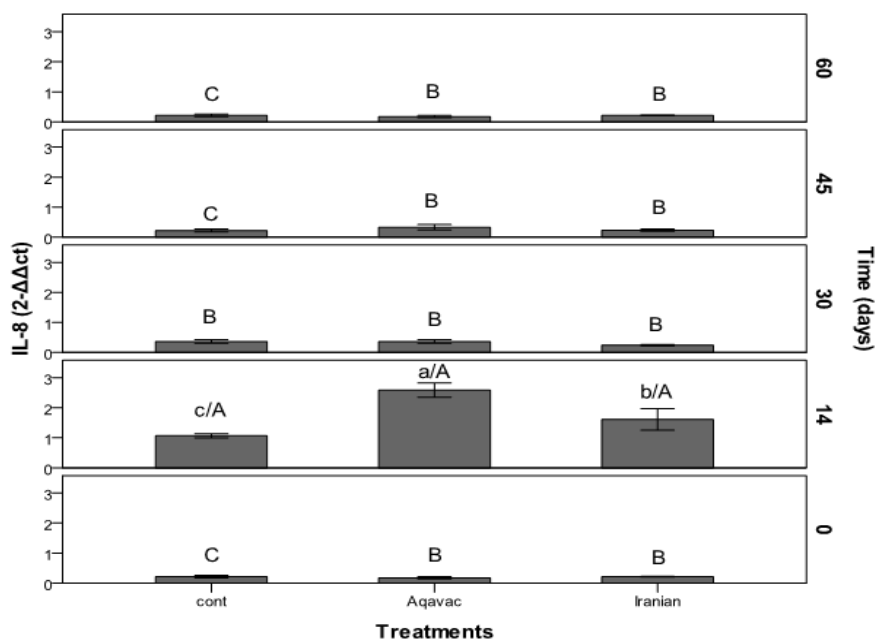 3
2
1
0
C
B
B
60
3
2
1
0
C
B
B
45
3
2
1
0
B
B
B
30
3
2
1
0
c/A
a/A
b/A
14
3
2
1
0
C
B
B
0
cont
Aqavac
Iranian
Treatments
IL-8 (2-ΔΔct)
Time (days)